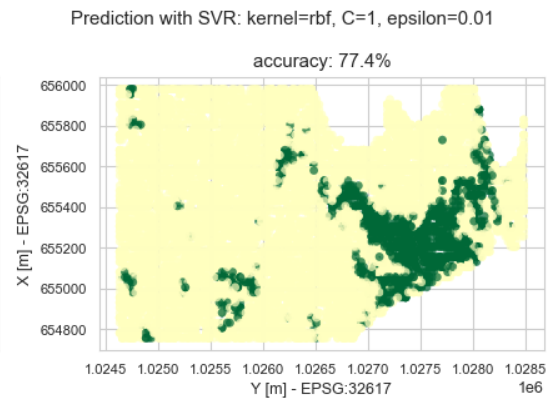 Prediction with SVR: kernel=rbf, C=1, epsilon=0.01
accuracy: 77.4%
656000
655800
655600
655400
655200
655000
654800
X [m] - EPSG:32617
1.0245 1.0250 1.0255 1.0260 1.0265 1.0270 1.0275 1.0280 1.0285
Y [m] - EPSG:32617
1e6